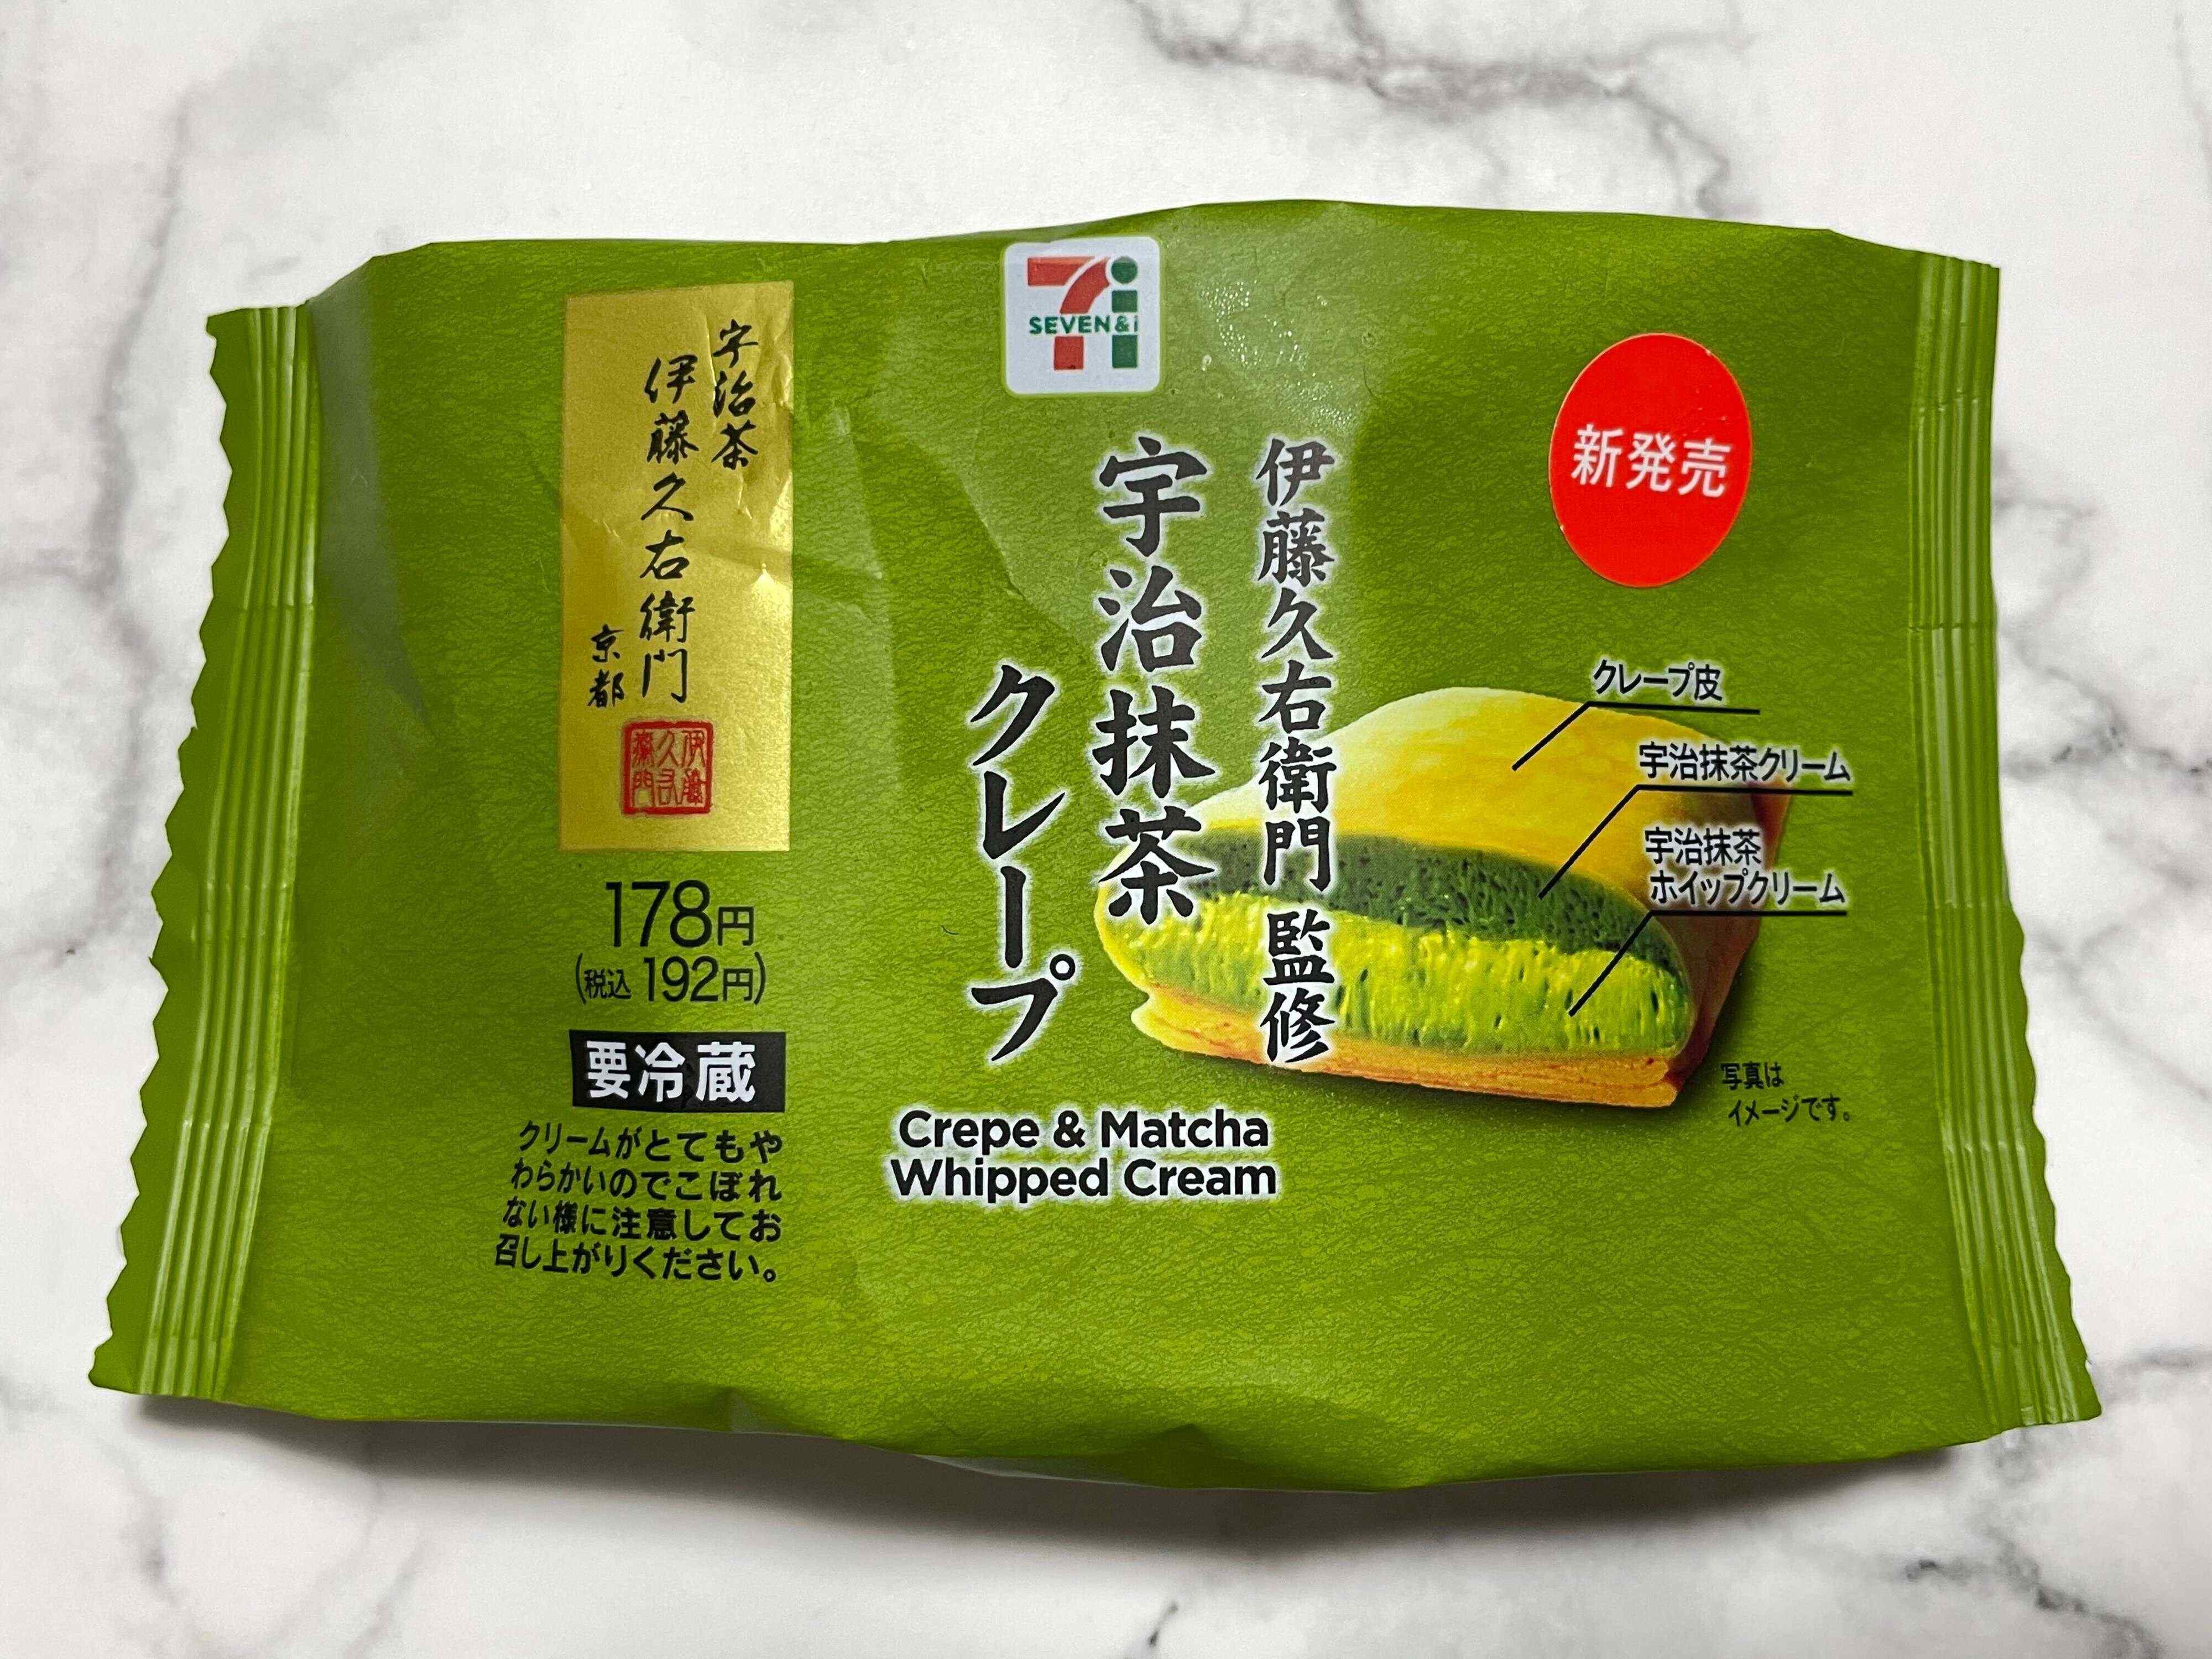 SEVEN&i
新発売
伊藤久右衛門 監修
宇治抹茶
クレープ
Crepe & Matcha
Whipped Cream
クレープ皮
宇治抹茶クリーム
宇治抹茶
ホイップクリーム
写真は
イメージです。
宇治茶
伊藤久右衛門
京都
伊藤久右衛門
178円
(税込 192円)
要冷蔵
クリームがとてもや
わらかいのでこぼれ
ない様に注意してお
召し上がりください。